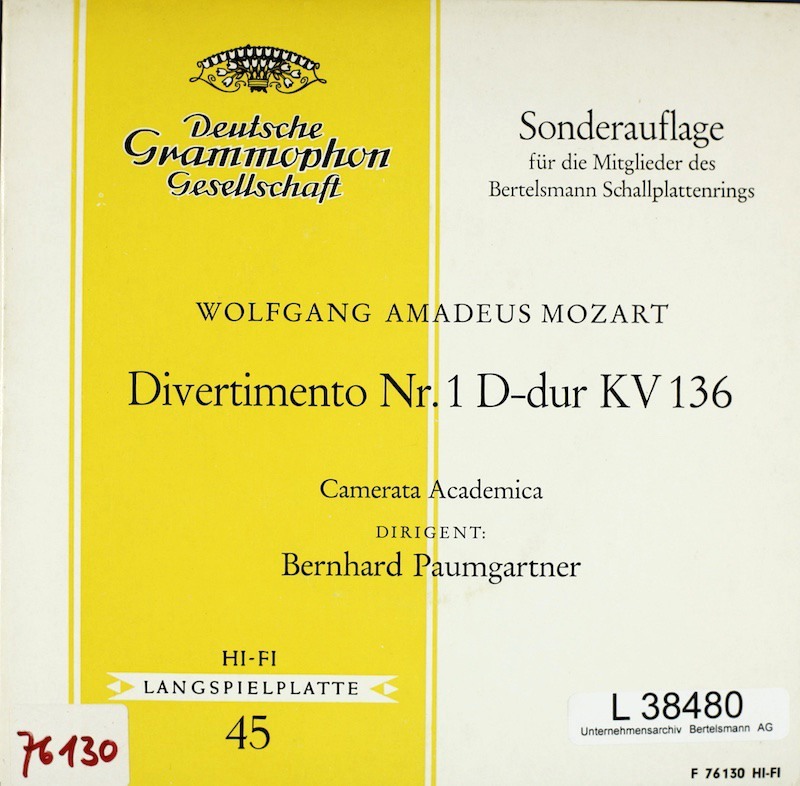 Deutsche
Grammophon
Gesellschaft
Sonderauflage
für die Mitglieder des
Bertelsmann Schallplattenrings
WOLFGANG AMADEUS MOZART
Divertimento Nr. 1 D-dur KV 136
Camerata Academica
DIRIGENT:
Bernhard Paumgartner
HI-FI
LANGSPIELPLATTE
45
76130
L 38480
Unternehmensarchiv Bertelsmann AG
F 76130 HI-FI